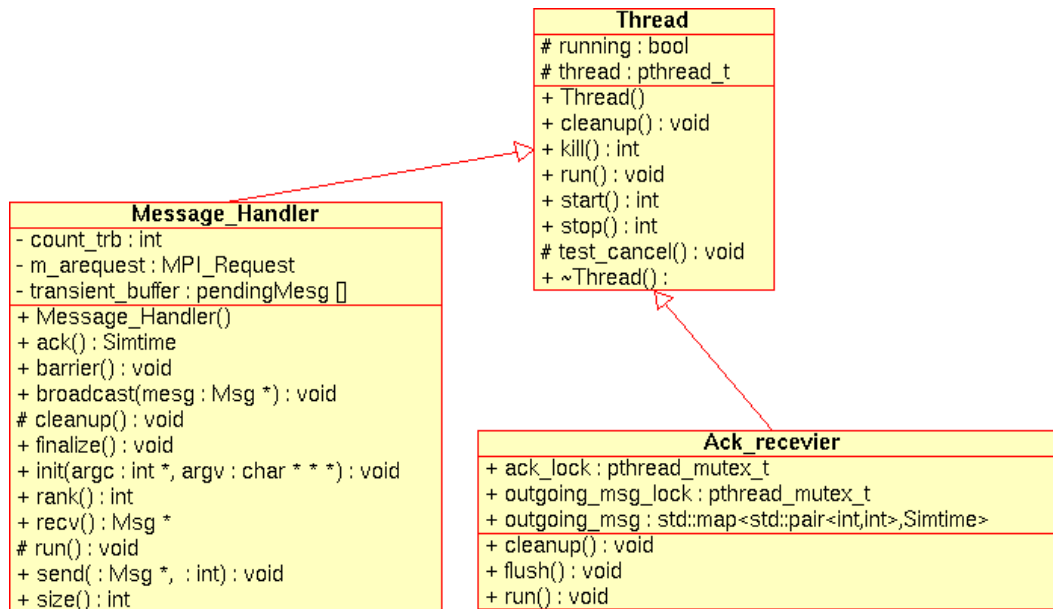 Thread
# running : bool
# thread : pthread_t
+ Thread()
+ cleanup() : void
+ kill() : int
+ run() : void
+ start() : int
+ stop() : int
# test_cancel() : void
+ ~Thread() :
Message_Handler
- count_trb : int
- m_arequest : MPI_Request
- transient_buffer : pendingMesg []
+ Message_Handler()
+ ack() : Simtime
+ barrier() : void
+ broadcast(mesg : Msg *) : void
# cleanup() : void
+ finalize() : void
+ init(argc : int *, argv : char * * *) : void
+ rank() : int
+ recv() : Msg *
# run() : void
+ send( : Msg *,  : int) : void
+ size() : int
Ack_recevier
+ ack_lock : pthread_mutex_t
+ outgoing_msg_lock : pthread_mutex_t
+ outgoing_msg : std::map<std::pair<int,int>,Simtime>
+ cleanup() : void
+ flush() : void
+ run() : void